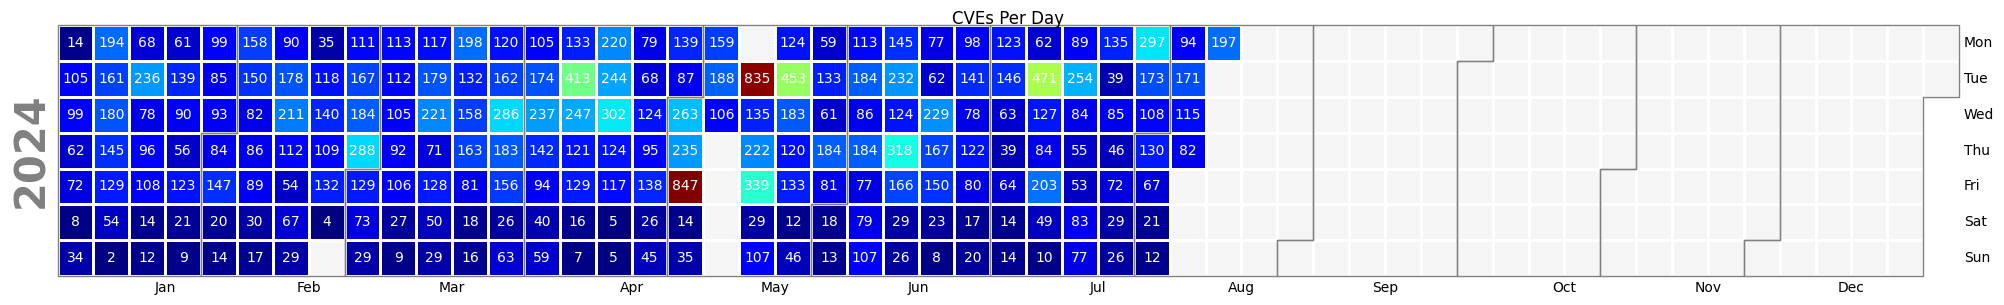 CVEs Per Day
14 194 68 61 99 158 90 35 111 113 117 198 120 105 133 220 79 139 159 124 59 113 145 77 98 123 62 89 135 297 94 197 Mon
105 161 236 139 85 150 178 118 167 112 179 132 162 174 413 244 68 87 188 835 453 133 184 232 62 141 146 471 254 39 173 171 Tue
99 180 78 90 93 82 211 140 184 105 221 158 286 237 247 302 124 263 106 135 183 61 86 124 229 78 63 127 84 85 108 115 Wed
62 145 96 56 84 86 112 109 288 92 71 163 183 142 121 124 95 235 222 120 184 184 318 167 122 39 84 55 46 130 82 Thu
72 129 108 123 147 89 54 132 129 106 128 81 156 94 129 117 138 847 339 133 81 77 166 150 80 64 203 53 72 67 Fri
8 54 14 21 20 30 67 4 73 27 50 18 26 40 16 5 26 14 29 12 18 79 29 23 17 14 49 83 29 21 Sat
34 2 12 9 14 17 29 29 9 29 16 63 59 7 5 45 35 107 46 13 107 26 8 20 14 10 77 26 12 Sun
2024
Jan Feb Mar Apr May Jun Jul Aug Sep Oct Nov Dec